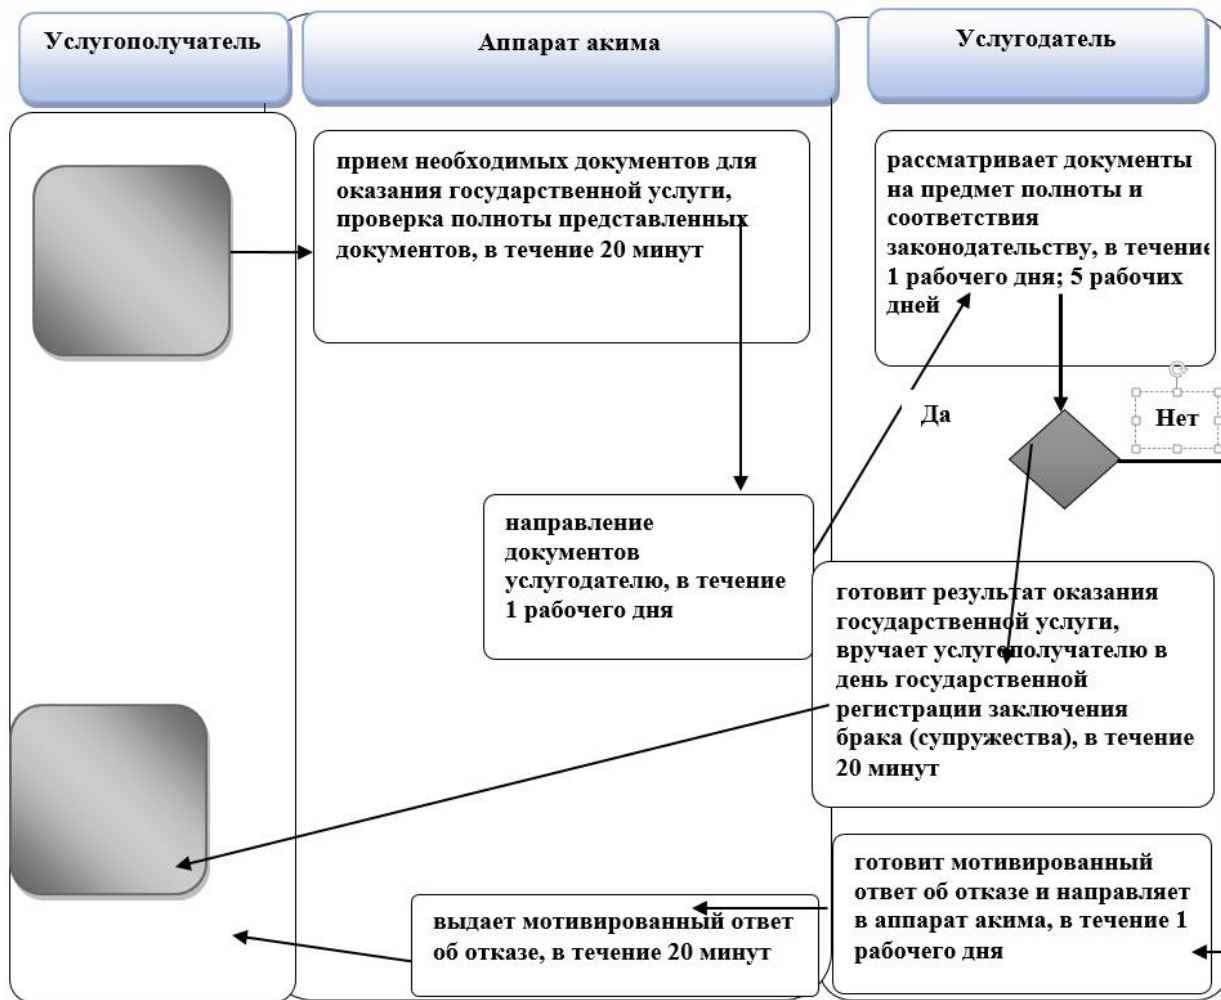 Услугополучатель
Аппарат акима
Услугодатель
прием необходимых документов для
оказания государственной услуги,
проверка полноты представленных
документов, в течение 20 минут
рассматривает документы
на предмет полноты и
соответствия
законодательству, в течение
1 рабочего дня; 5 рабочих
дней
Да
Нет
направление
документов
услугодателю, в течение
1 рабочего дня
готовит результат оказания
государственной услуги,
вручает услугополучателю в
день государственной
регистрации заключения
брака (супружества), в течение
20 минут
готовит мотивированный
ответ об отказе и направляет
в аппарат акима, в течение 1
рабочего дня
выдает мотивированный ответ
об отказе, в течение 20 минут